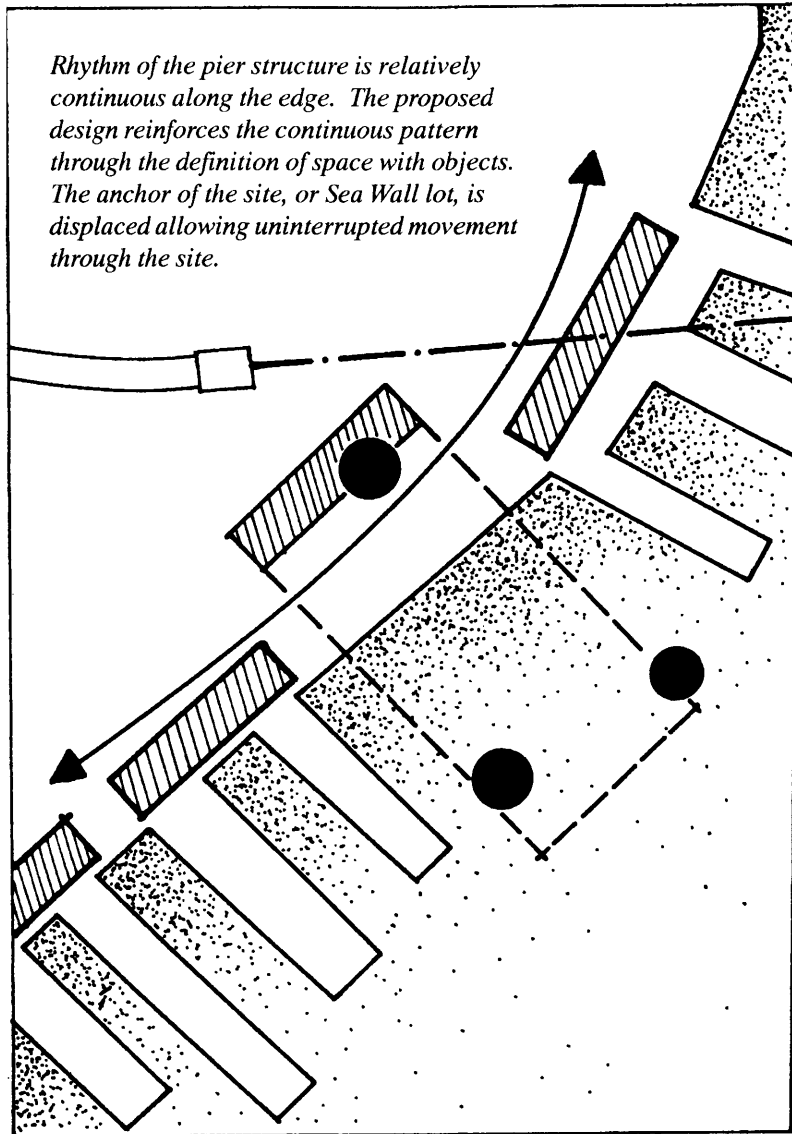 Rhythm of the pier structure is relatively
continuous along the edge. The proposed
design reinforces the continuous pattern
through the definition of space with objects.
The anchor of the site, or Sea Wall lot, is
displaced allowing uninterrupted movement
through the site.